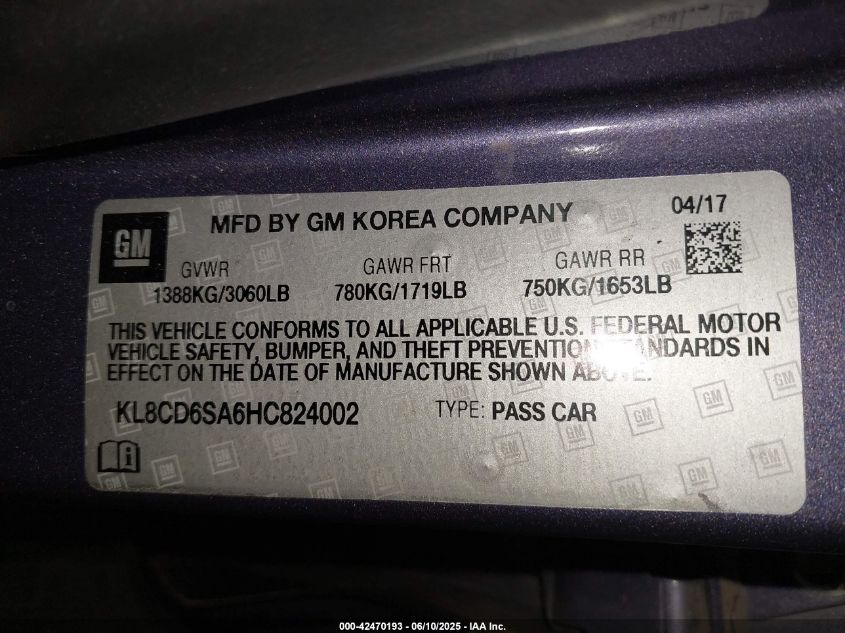 GM
MFD BY GM KOREA COMPANY
04/17
GVWR
1388KG/3060LB
GAWR FRT
780KG/1719LB
GAWR RR
750KG/1653LB
THIS VEHICLE CONFORMS TO ALL APPLICABLE U.S. FEDERAL MOTOR
VEHICLE SAFETY, BUMPER, AND THEFT PREVENTION STANDARDS IN
EFFECT ON THE DATE OF MANUFACTURE SHOWN ABOVE.
KL8CD6SA6HC824002
TYPE: PASS CAR
000-42470193 - 06/10/2025 - IAA Inc.